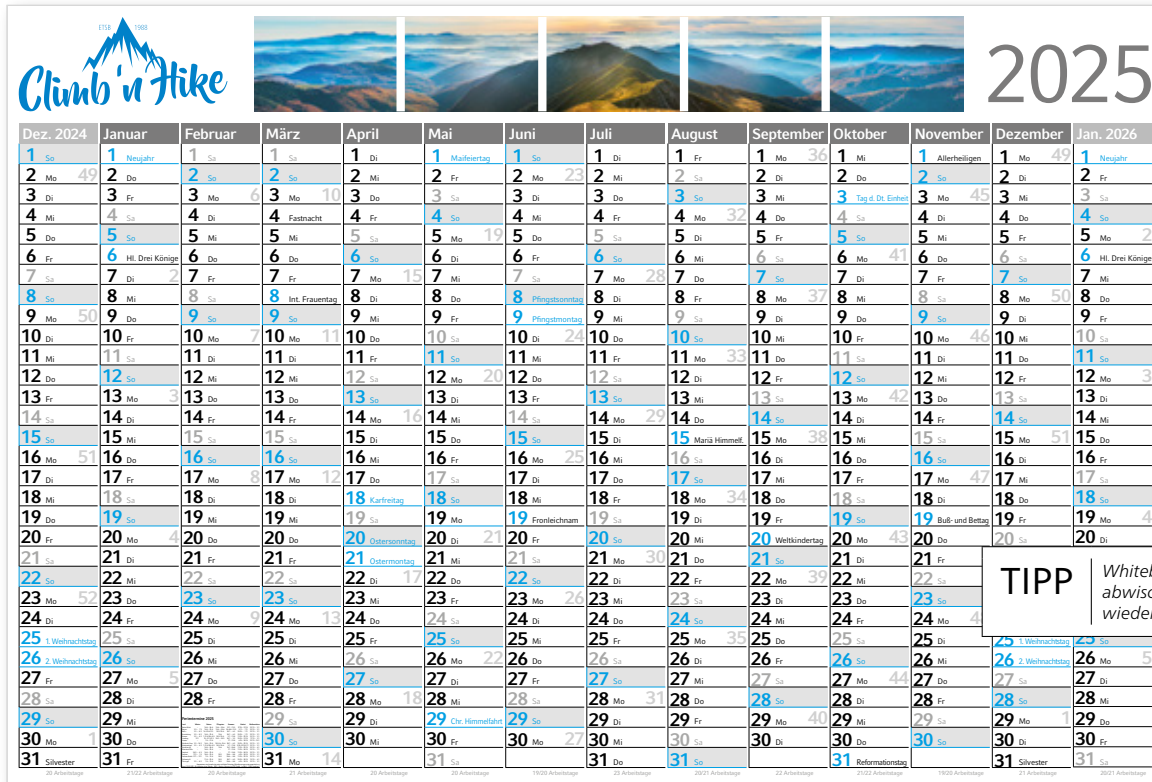 ETSB 1988
Climb 'n Hike
2025
Dez. 2024 Januar Februar März April Mai Juni Juli August September Oktober November Dezember Jan. 2026
1 So 1 Neujahr 1 Sa 1 Sa 1 Di 1 Maifeiertag 1 So 1 Di 1 Fr 1 Mo 36 1 Mi 1 Allerheiligen 1 Mo 49 1 Neujahr
2 Mo 49 2 Do 2 So 2 So 2 Mi 2 Fr 2 Mo 23 2 Mi 2 Sa 2 Di 2 Do 2 So 2 Di 2 Fr
3 Di 3 Fr 3 Mo 6 3 Mo 10 3 Do 3 Sa 3 Di 3 Do 3 So 3 Mi 3 Tag d. Dt. Einheit 3 Mo 45 3 Mi 3 Sa
4 Mi 4 Sa 4 Di 4 Fastnacht 4 Fr 4 So 4 Mi 4 Fr 4 Mo 32 4 Do 4 Sa 4 Di 4 Do 4 So
5 Do 5 So 5 Mi 5 Mi 5 Sa 5 Mo 19 5 Do 5 Sa 5 Di 5 Fr 5 So 5 Mi 5 Fr 5 Mo 2
6 Fr 6 Hl. Drei Könige 6 Do 6 Do 6 So 6 Di 6 Fr 6 So 6 Mi 6 Sa 6 Mo 41 6 Do 6 Sa 6 Hl. Drei Könige
7 Sa 7 Di 2 7 Fr 7 Fr 7 Mo 15 7 Mi 7 Sa 7 Mo 28 7 Do 7 So 7 Di 7 Fr 7 So 7 Mi
8 So 8 Mi 8 Sa 8 Int. Frauentag 8 Di 8 Do 8 Pfingstsonntag 8 Di 8 Fr 8 Mo 37 8 Mi 8 Sa 8 Mo 50 8 Do
9 Mo 50 9 Do 9 So 9 So 9 Mi 9 Fr 9 Pfingstmontag 9 Mi 9 Sa 9 Di 9 Do 9 So 9 Di 9 Fr
10 Di 10 Fr 10 Mo 7 10 Mo 11 10 Do 10 Sa 10 Di 24 10 Do 10 So 10 Mi 10 Fr 10 Mo 46 10 Mi 10 Sa
11 Mi 11 Sa 11 Di 11 Di 11 Fr 11 So 11 Mi 11 Fr 11 Mo 33 11 Do 11 Sa 11 Di 11 Do 11 So
12 Do 12 So 12 Mi 12 Mi 12 Sa 12 Mo 20 12 Do 12 Sa 12 Di 12 Fr 12 So 12 Mi 12 Fr 12 Mo 3
13 Fr 13 Mo 3 13 Do 13 Do 13 So 13 Di 13 Fr 13 So 13 Mi 13 Sa 13 Mo 42 13 Do 13 Sa 13 Di
14 Sa 14 Di 14 Fr 14 Fr 14 Mo 16 14 Mi 14 Sa 14 Mo 29 14 Do 14 So 14 Di 14 Fr 14 So 14 Mi
15 So 15 Mi 15 Sa 15 Sa 15 Di 15 Do 15 So 15 Di 15 Mariä Himmelf. 15 Mo 38 15 Mi 15 Sa 15 Mo 51 15 Do
16 Mo 51 16 Do 16 So 16 So 16 Mi 16 Fr 16 Mo 25 16 Mi 16 Sa 16 Di 16 Do 16 So 16 Di 16 Fr
17 Di 17 Fr 17 Mo 8 17 Mo 12 17 Do 17 Sa 17 Di 17 Do 17 So 17 Mi 17 Fr 17 Mo 47 17 Mi 17 Sa
18 Mi 18 Sa 18 Di 18 Di 18 Karfreitag 18 So 18 Mi 18 Fr 18 Mo 34 18 Do 18 Sa 18 Di 18 Do 18 So
19 Do 19 So 19 Mi 19 Mi 19 Sa 19 Mo 19 Fronleichnam 19 Sa 19 Di 19 Fr 19 So 19 Buß- und Bettag 19 Fr 19 Mo 4
20 Fr 20 Mo 4 20 Do 20 Do 20 Ostersonntag 20 Di 21 20 Fr 20 So 20 Mi 20 Weltkindertag 20 Mo 43 20 Do 20 Sa 20 Di
21 Sa 21 Di 21 Fr 21 Fr 21 Ostermontag 21 Mi 21 Sa 21 Mo 30 21 Do 21 So 21 Di 21 Fr
22 So 22 Mi 22 Sa 22 Sa 22 Di 17 22 Do 22 So 22 Di 22 Fr 22 Mo 39 22 Mi 22 Sa
23 Mo 52 23 Do 23 So 23 So 23 Mi 23 Fr 23 Mo 26 23 Mi 23 Sa 23 Di 23 Do 23 So
24 Di 24 Fr 24 Mo 9 24 Mo 13 24 Do 24 Sa 24 Di 24 Do 24 So 24 Mi 24 Fr 24 Mo
TIPP
25 1. Weihnachtstag 25 Sa 25 Di 25 Di 25 Fr 25 So 25 Mi 25 Fr 25 Mo 35 25 Do 25 Sa 25 Di 25 1. Weihnachtstag 25 So
26 2. Weihnachtstag 26 So 26 Mi 26 Mi 26 Sa 26 Mo 22 26 Do 26 Sa 26 Di 26 Fr 26 So 26 Mi 26 2. Weihnachtstag 26 Mo 5
27 Fr 27 Mo 5 27 Do 27 Do 27 So 27 Di 27 Fr 27 So 27 Mi 27 Sa 27 Mo 44 27 Do 27 Sa 27 Di
28 Sa 28 Di 28 Fr 28 Fr 28 Mo 18 28 Mi 28 Sa 28 Mo 31 28 Do 28 So 28 Di 28 Fr 28 So 28 Mi
29 So 29 Mi Ferientermine 2025 29 Sa 29 Di 29 Chr. Himmelfahrt 29 So 29 Di 29 Fr 29 Mo 40 29 Mi 29 Sa 29 Mo 1 29 Do
30 Mo 1 30 Do 30 So 30 Mi 30 Fr 30 Mo 27 30 Mi 30 Sa 30 Di 30 Do 30 So 30 Di 30 Fr
31 Silvester 31 Fr 31 Mo 14 31 Sa 31 Do 31 So 31 Reformationstag 31 Silvester 31 Sa
20 Arbeitstage 21/22 Arbeitstage 20 Arbeitstage 21 Arbeitstage 20 Arbeitstage 20 Arbeitstage 19/20 Arbeitstage 23 Arbeitstage 20/21 Arbeitstage 22 Arbeitstage 21/22 Arbeitstage 19/20 Arbeitstage 21 Arbeitstage 20/21 Arbeitstage